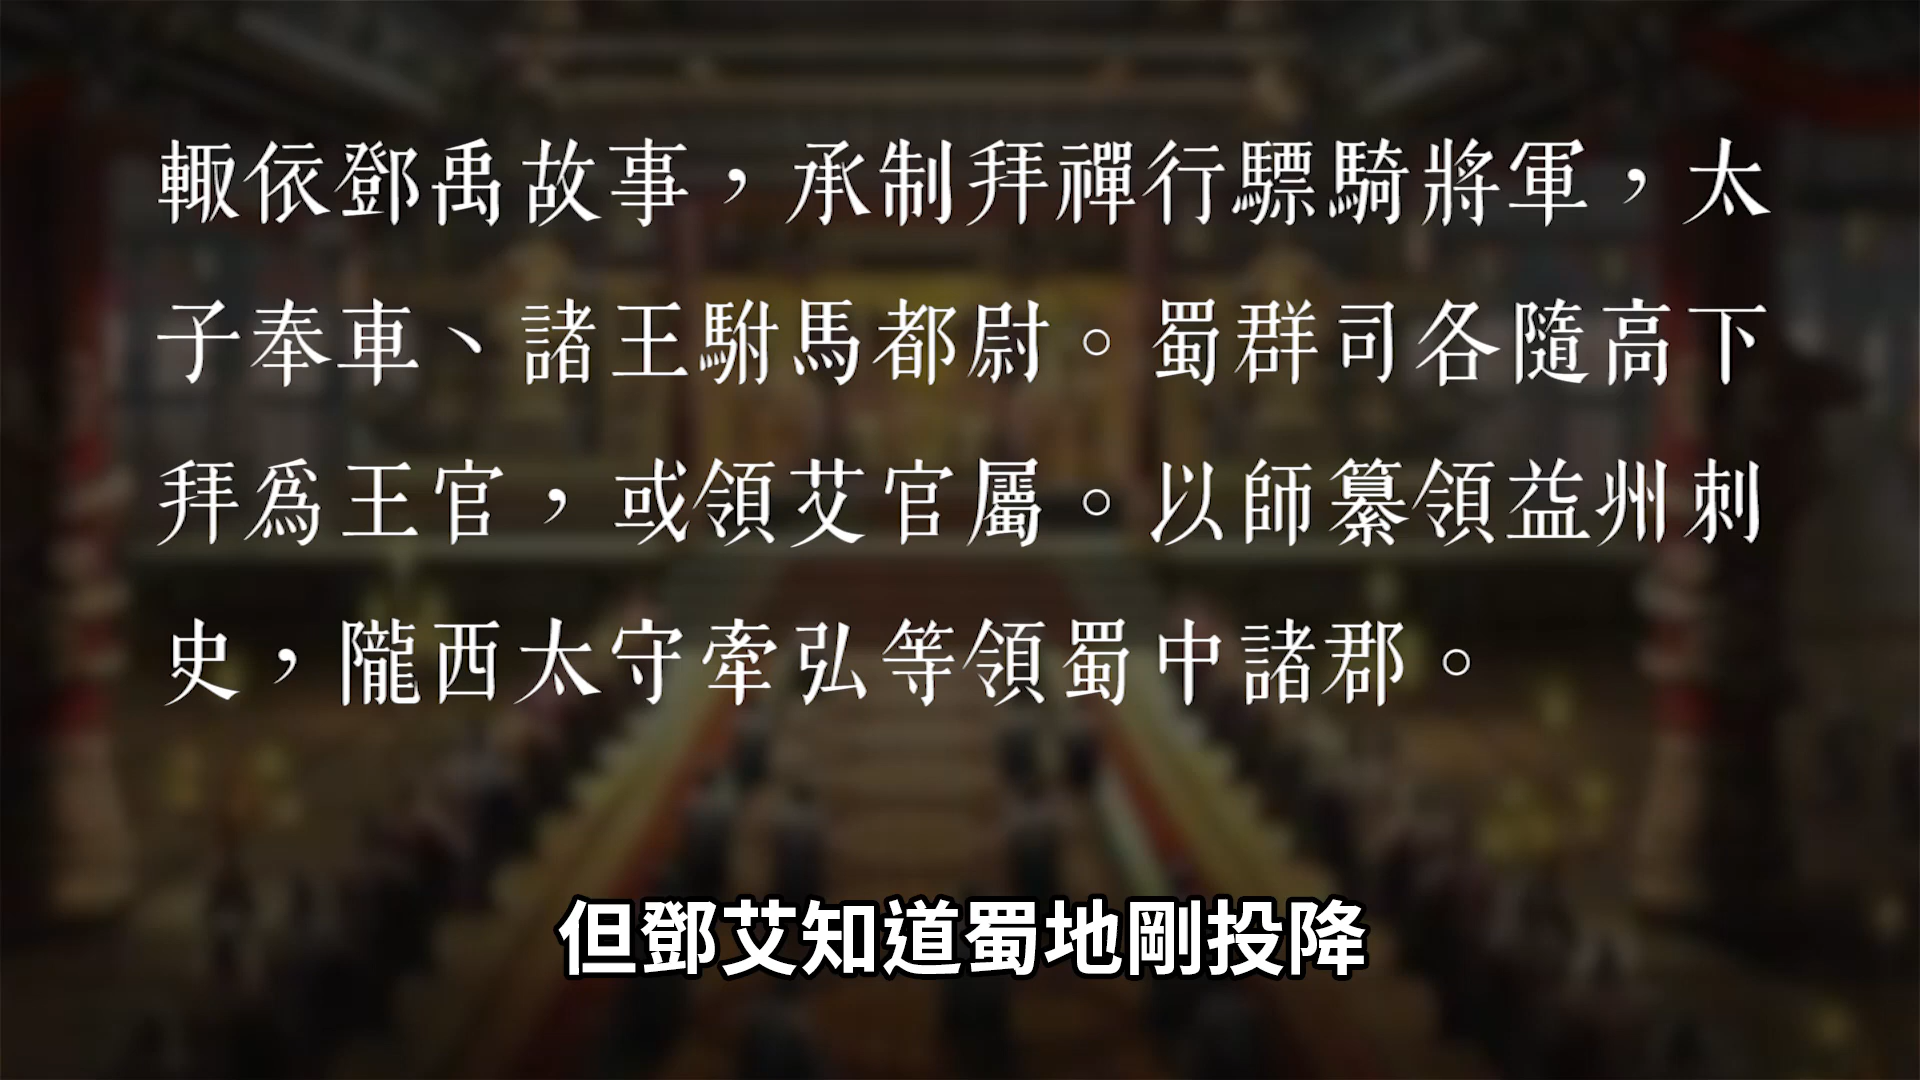 輙依鄧禹故事，承制拜禪行驃騎將軍，太
子奉車、諸王駙馬都尉。蜀群司各隨高下
拜爲王官，或領艾官屬。以師纂領益州刺
史，隴西太守牽弘等領蜀中諸郡。
但鄧艾知道蜀地剛投降